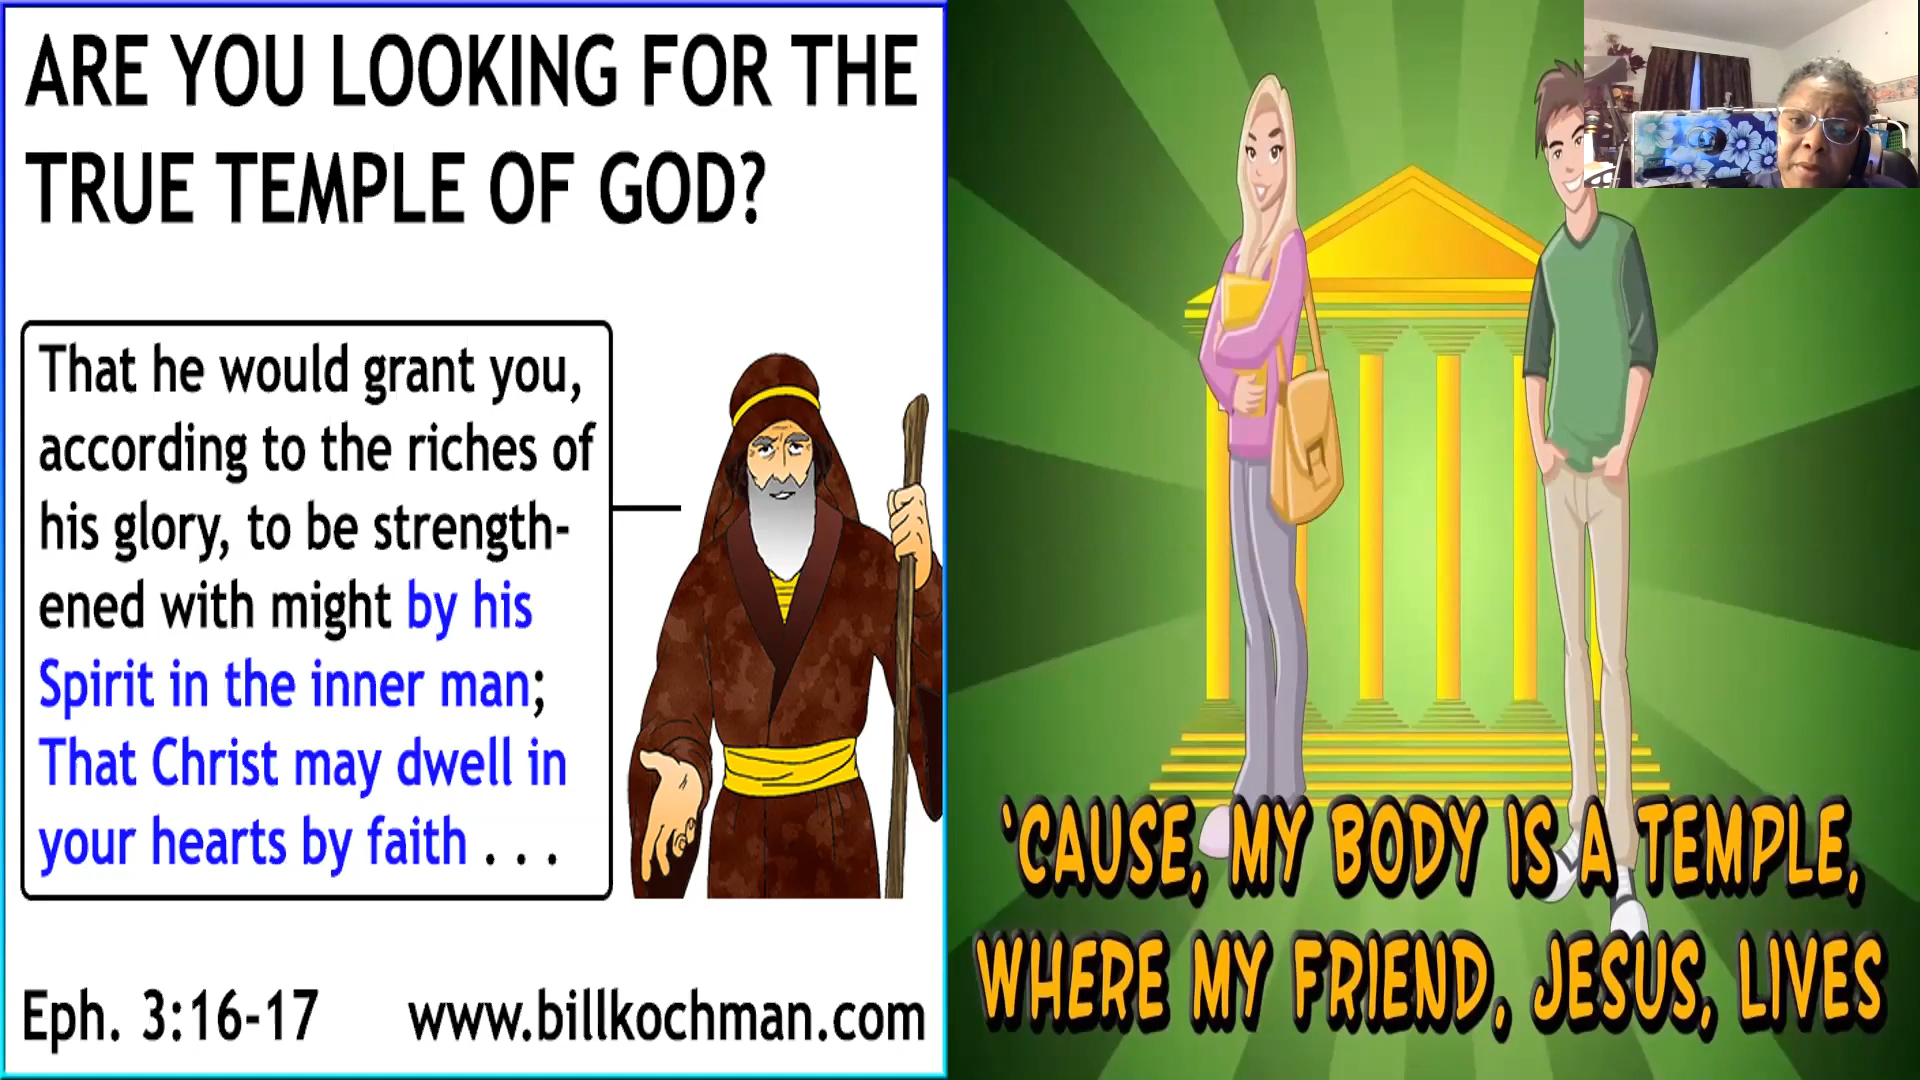 ARE YOU LOOKING FOR THE
TRUE TEMPLE OF GOD?
That he would grant you,
according to the riches of
his glory, to be strength-
ened with might by his
Spirit in the inner man;
That Christ may dwell in
your hearts by faith . . .
Eph. 3:16-17 www.billkochman.com
‘CAUSE, MY BODY IS A TEMPLE,
WHERE MY FRIEND, JESUS, LIVES